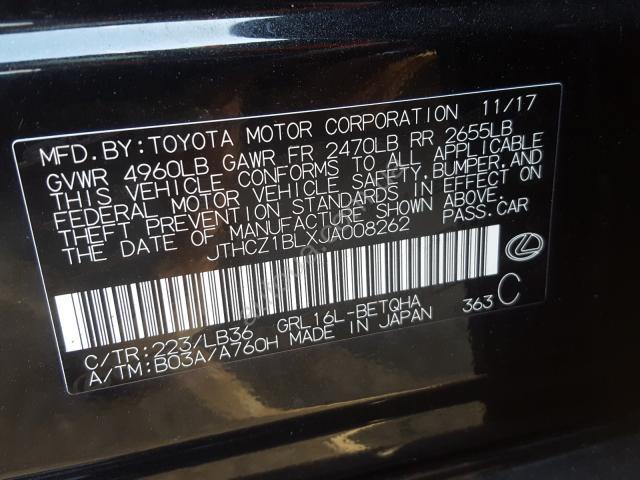 MFD. BY: TOYOTA MOTOR CORPORATION 11/17
GVWR 4960LB GAWR FR 2470LB RR 2655LB
THIS VEHICLE CONFORMS TO ALL APPLICABLE
FEDERAL MOTOR VEHICLE SAFETY, BUMPER, AND
THEFT PREVENTION STANDARDS IN EFFECT ON
THE DATE OF MANUFACTURE SHOWN ABOVE.
JTHCZ1BLXJA008262 PASS. CAR
C/TR: 223/LB36 GRL16L-BETQHA 363 C
A/TM: B03A/A760H MADE IN JAPAN